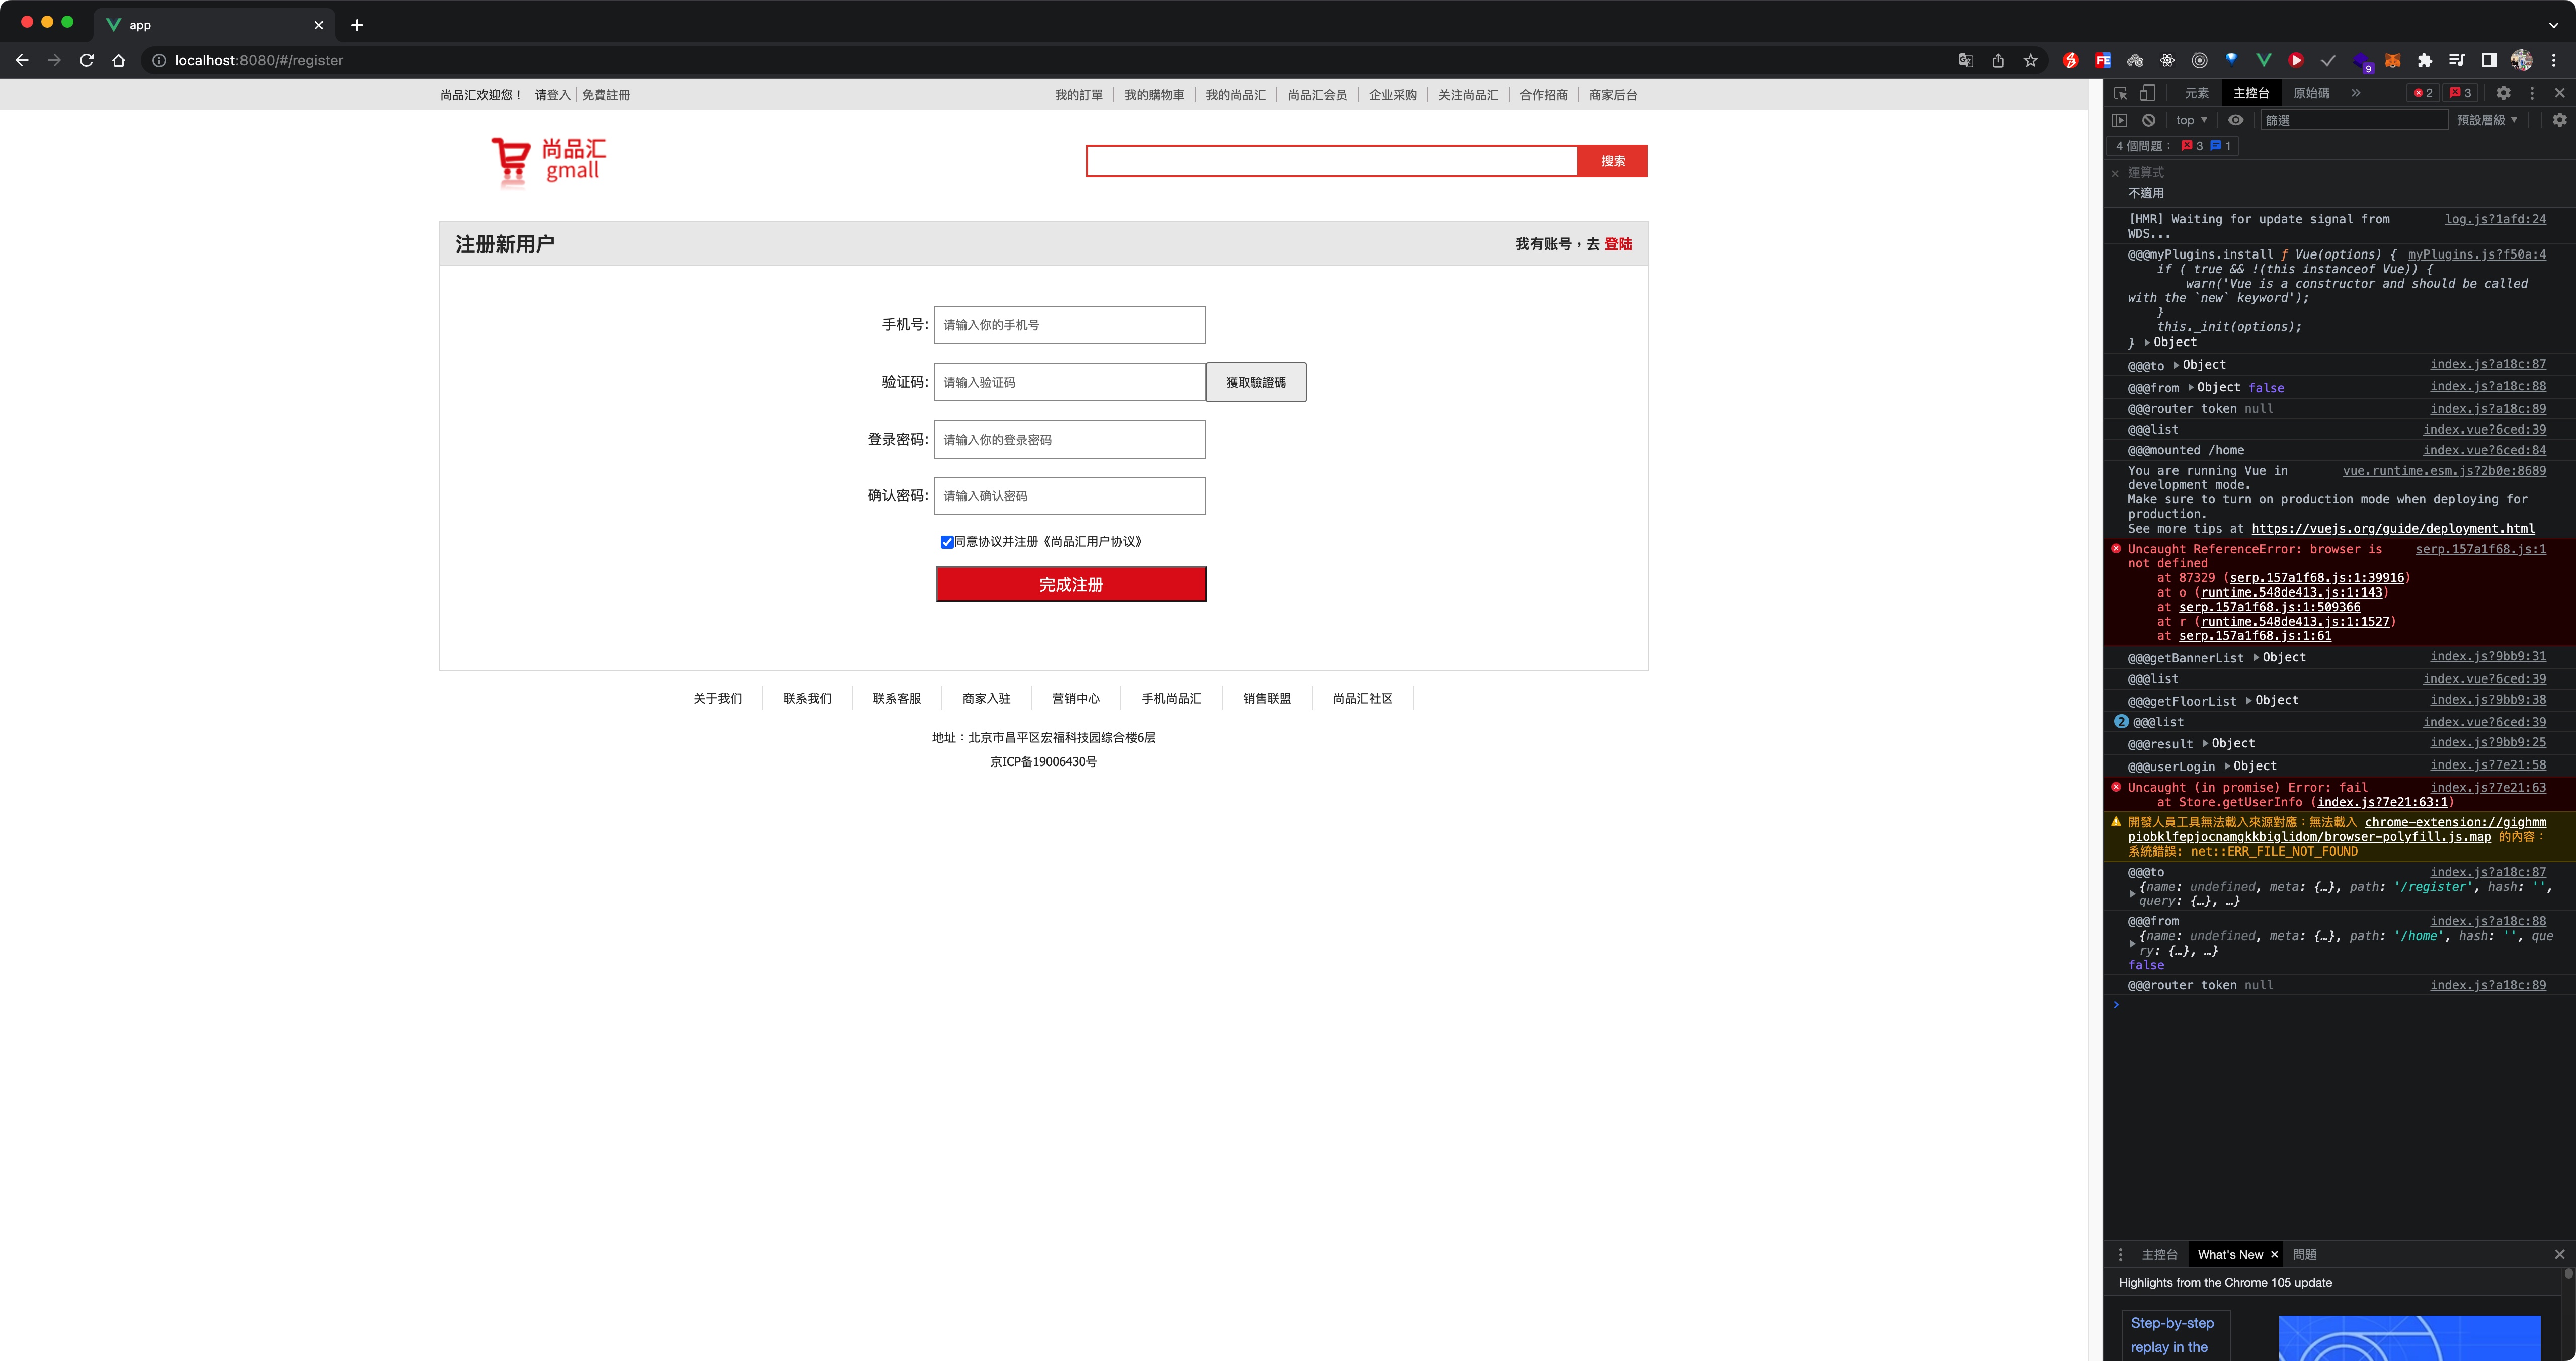 app
localhost:8080/#/register
尚品汇欢迎您！ 请登入 免費註冊
我的訂單 我的購物車 我的尚品汇 尚品汇会员 企业采购 关注尚品汇 合作招商 商家后台
尚品汇
gmall
搜索
注册新用户
我有账号，去 登陆
手机号: 请输入你的手机号
验证码: 请输入验证码 獲取驗證碼
登录密码: 请输入你的登录密码
确认密码: 请输入确认密码
同意协议并注册《尚品汇用户协议》
完成注册
关于我们 联系我们 联系客服 商家入驻 营销中心 手机尚品汇 销售联盟 尚品汇社区
地址：北京市昌平区宏福科技园综合楼6层
京ICP备19006430号
FE
9
元素 主控台 原始碼 » 2 3
top 篩選 預設層級
4 個問題： 3 1
運算式
不適用
[HMR] Waiting for update signal from log.js?1afd:24
WDS...
@@@myPlugins.install ƒ Vue(options) { myPlugins.js?f50a:4
if ( true && !(this instanceof Vue)) {
warn('Vue is a constructor and should be called
with the `new` keyword');
}
this._init(options);
} Object
@@@to Object index.js?a18c:87
@@@from Object false index.js?a18c:88
@@@router token null index.js?a18c:89
@@@list index.vue?6ced:39
@@@mounted /home index.vue?6ced:84
You are running Vue in vue.runtime.esm.js?2b0e:8689
development mode.
Make sure to turn on production mode when deploying for
production.
See more tips at https://vuejs.org/guide/deployment.html
Uncaught ReferenceError: browser is serp.157a1f68.js:1
not defined
at 87329 (serp.157a1f68.js:1:39916)
at o (runtime.548de413.js:1:143)
at serp.157a1f68.js:1:509366
at r (runtime.548de413.js:1:1527)
at serp.157a1f68.js:1:61
@@@getBannerList Object index.js?9bb9:31
@@@list index.vue?6ced:39
@@@getFloorList Object index.js?9bb9:38
2 @@@list index.vue?6ced:39
@@@result Object index.js?9bb9:25
@@@userLogin Object index.js?7e21:58
Uncaught (in promise) Error: fail index.js?7e21:63
at Store.getUserInfo (index.js?7e21:63:1)
開發人員工具無法載入來源對應：無法載入 chrome-extension://gighmm
piobklfepjocnamgkkbiglidom/browser-polyfill.js.map 的內容：
系統錯誤: net::ERR_FILE_NOT_FOUND
@@@to index.js?a18c:87
{name: undefined, meta: {…}, path: '/register', hash: '',
query: {…}, …}
@@@from index.js?a18c:88
{name: undefined, meta: {…}, path: '/home', hash: '', que
ry: {…}, …}
false
@@@router token null index.js?a18c:89
主控台 What's New 問題
Highlights from the Chrome 105 update
Step-by-step
replay in the